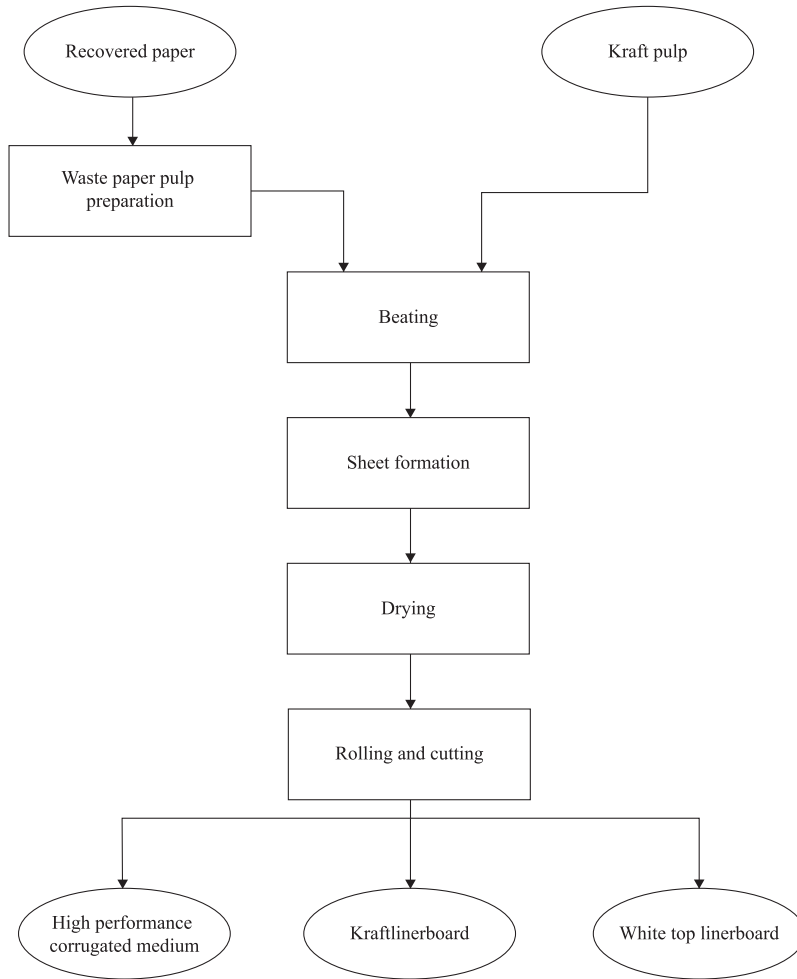 Recovered paper
Kraft pulp
Waste paper pulp
preparation
Beating
Sheet formation
Drying
Rolling and cutting
High performance
corrugated medium
Kraftlinerboard
White top linerboard